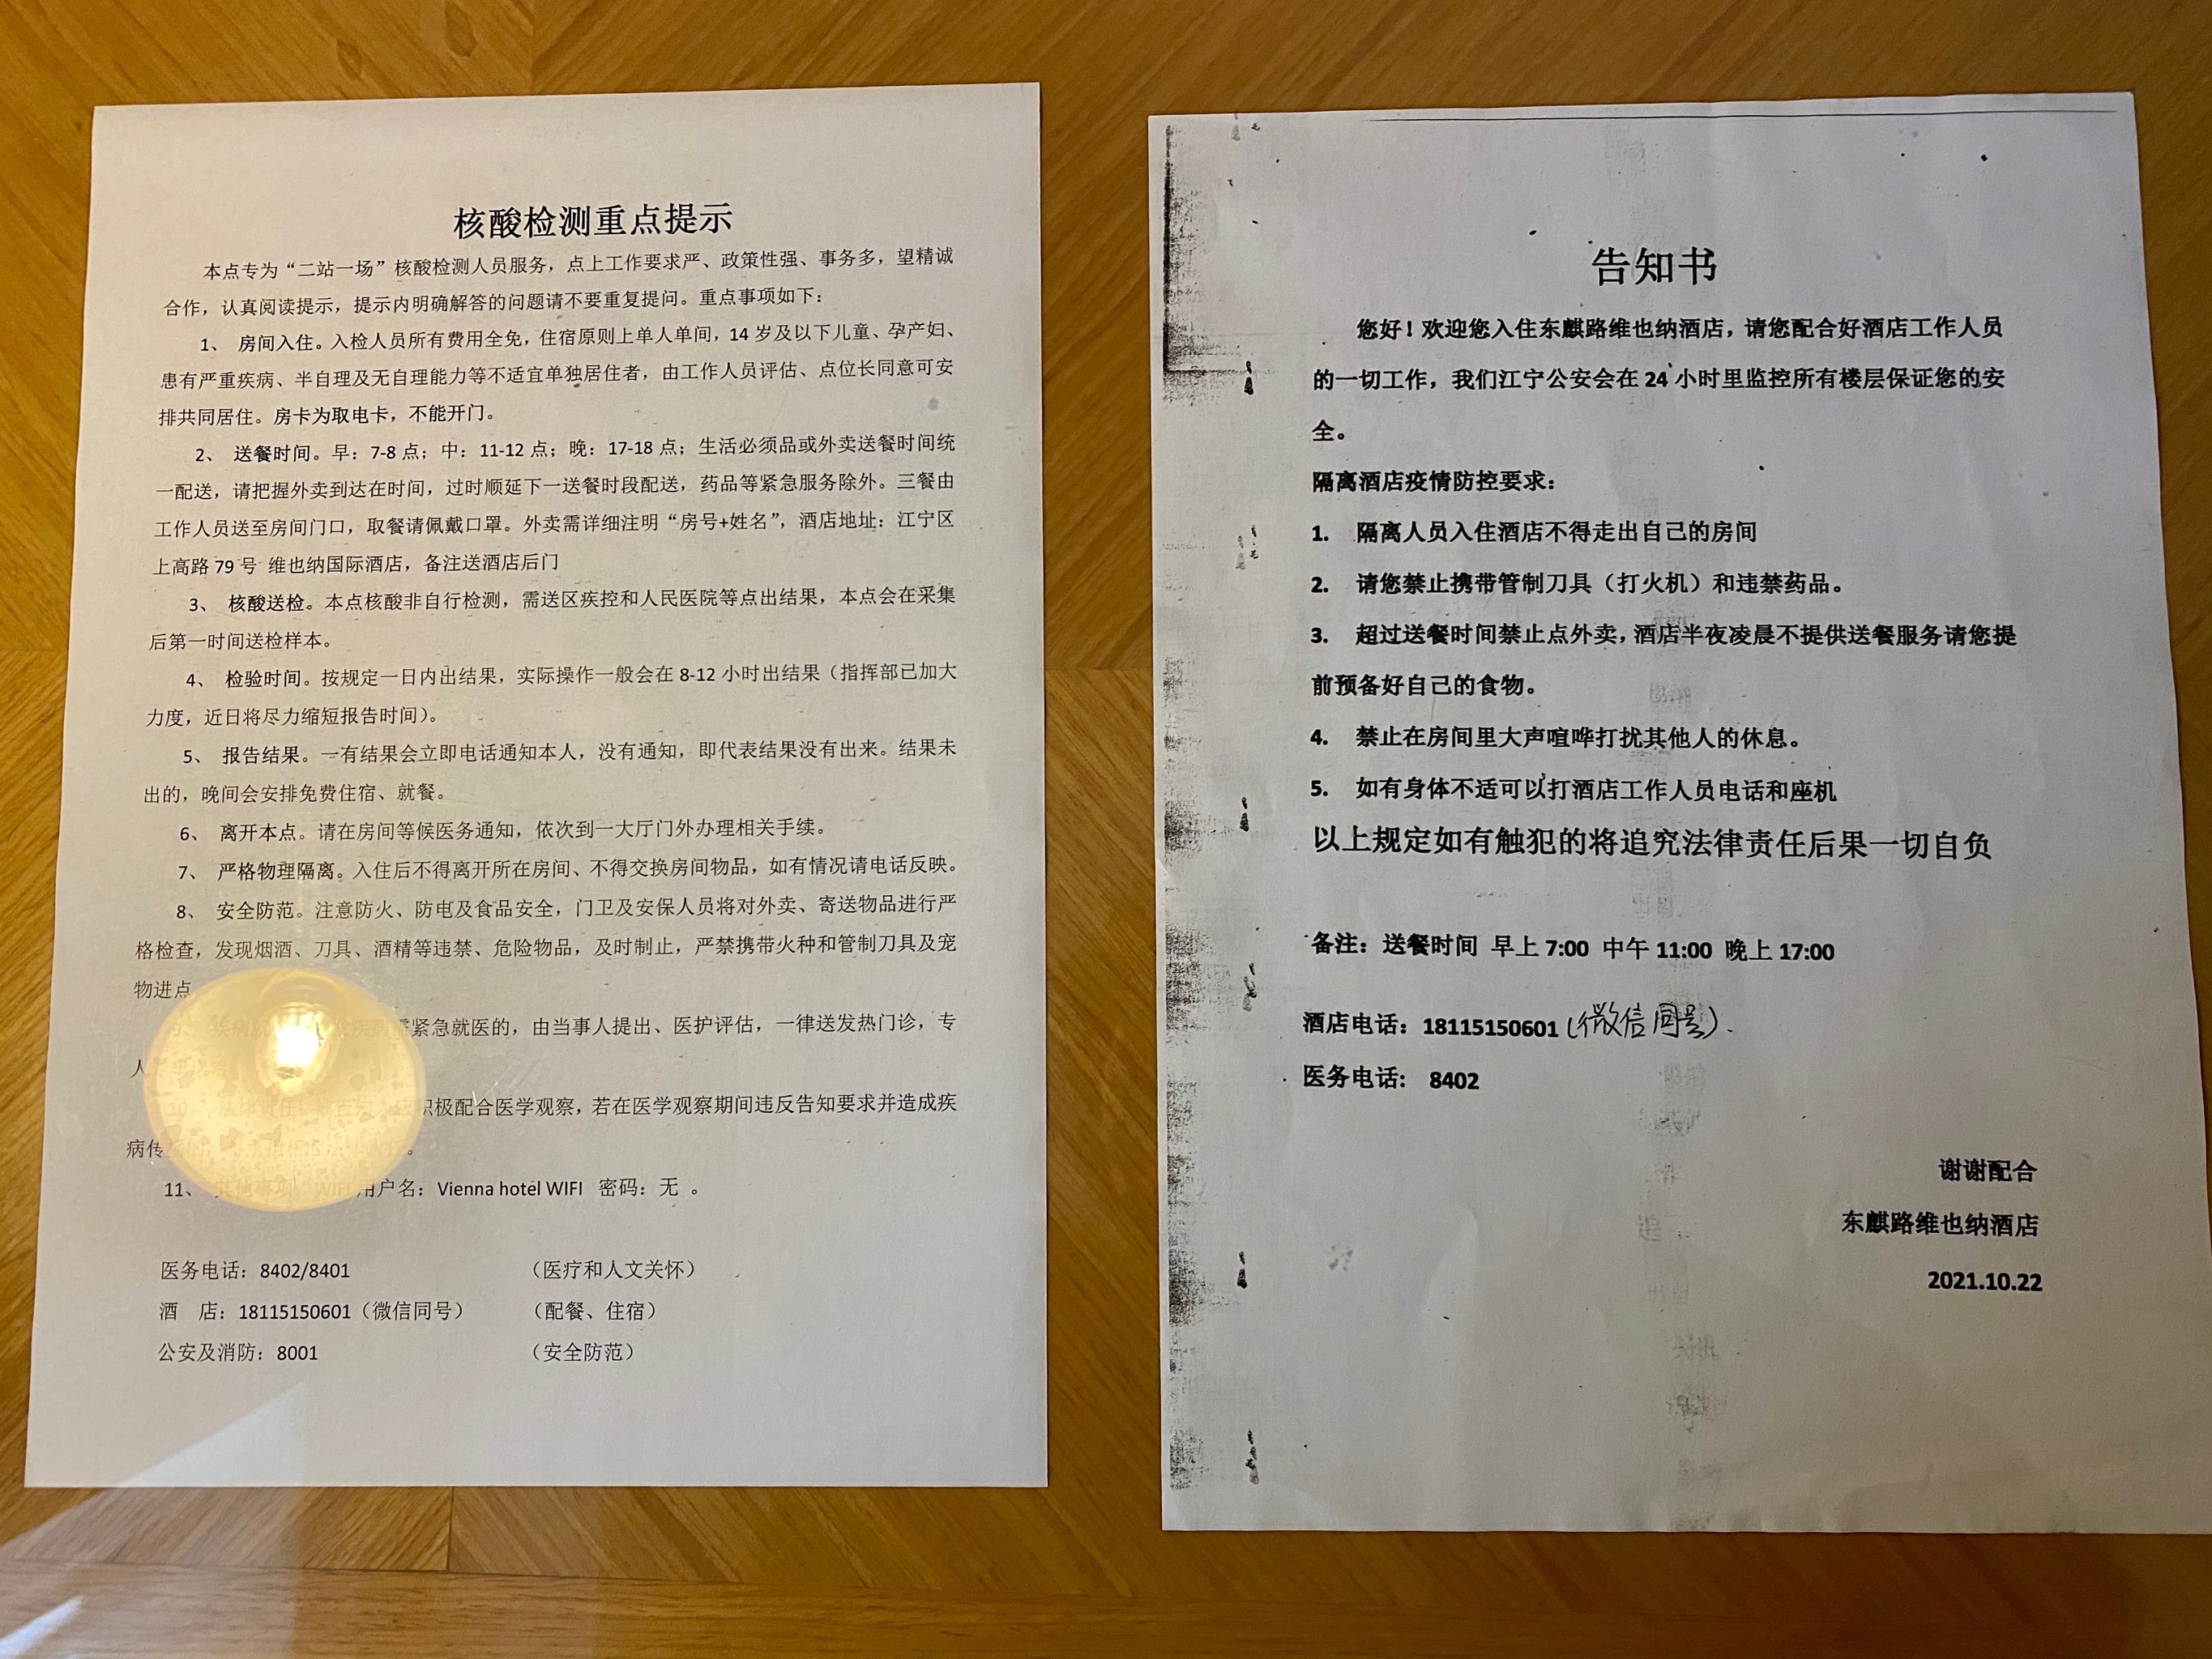 核酸检测重点提示
本点专为“二站一场”核酸检测人员服务，点上工作要求严、政策性强、事务多，望精诚
合作，认真阅读提示，提示内明确解答的问题请不要重复提问。重点事项如下：
1、 房间入住。入检人员所有费用全免，住宿原则上单人单间，14 岁及以下儿童、孕产妇、
患有严重疾病、半自理及无自理能力等不适宜单独居住者，由工作人员评估、点位长同意可安
排共同居住。房卡为取电卡，不能开门。
2、 送餐时间。早：7-8 点；中：11-12 点；晚：17-18 点；生活必须品或外卖送餐时间统
一配送，请把握外卖到达在时间，过时顺延下一送餐时段配送，药品等紧急服务除外。三餐由
工作人员送至房间门口，取餐请佩戴口罩。外卖需详细注明“房号+姓名”，酒店地址：江宁区
上高路 79 号 维也纳国际酒店，备注送酒店后门
3、 核酸送检。本点核酸非自行检测，需送区疾控和人民医院等点出结果，本点会在采集
后第一时间送检样本。
4、 检验时间。按规定一日内出结果，实际操作一般会在 8-12 小时出结果（指挥部已加大
力度，近日将尽力缩短报告时间）。
5、 报告结果。一有结果会立即电话通知本人，没有通知，即代表结果没有出来。结果未
出的，晚间会安排免费住宿、就餐。
6、 离开本点。请在房间等候医务通知，依次到一大厅门外办理相关手续。
7、 严格物理隔离。入住后不得离开所在房间、不得交换房间物品，如有情况请电话反映。
8、 安全防范。注意防火、防电及食品安全，门卫及安保人员将对外卖、寄送物品进行严
格检查，发现烟酒、刀具、酒精等违禁、危险物品，及时制止，严禁携带火种和管制刀具及宠
物进点
紧急就医的，由当事人提出、医护评估，一律送发热门诊，专
人
积极配合医学观察，若在医学观察期间违反告知要求并造成疾
病传
11、 其他事项 WIFI 用户名：Vienna hotel WIFI 密码：无 。
医务电话：8402/8401 （医疗和人文关怀）
酒 店：18115150601（微信同号） （配餐、住宿）
公安及消防：8001 （安全防范）
告知书
您好！欢迎您入住东麒路维也纳酒店，请您配合好酒店工作人员
的一切工作，我们江宁公安会在 24 小时里监控所有楼层保证您的安
全。
隔离酒店疫情防控要求：
1. 隔离人员入住酒店不得走出自己的房间
2. 请您禁止携带管制刀具（打火机）和违禁药品。
3. 超过送餐时间禁止点外卖，酒店半夜凌晨不提供送餐服务请您提
前预备好自己的食物。
4. 禁止在房间里大声喧哗打扰其他人的休息。
5. 如有身体不适可以打酒店工作人员电话和座机
以上规定如有触犯的将追究法律责任后果一切自负
备注：送餐时间 早上 7:00 中午 11:00 晚上 17:00
酒店电话：18115150601（微信同号）.
医务电话： 8402
谢谢配合
东麒路维也纳酒店
2021.10.22